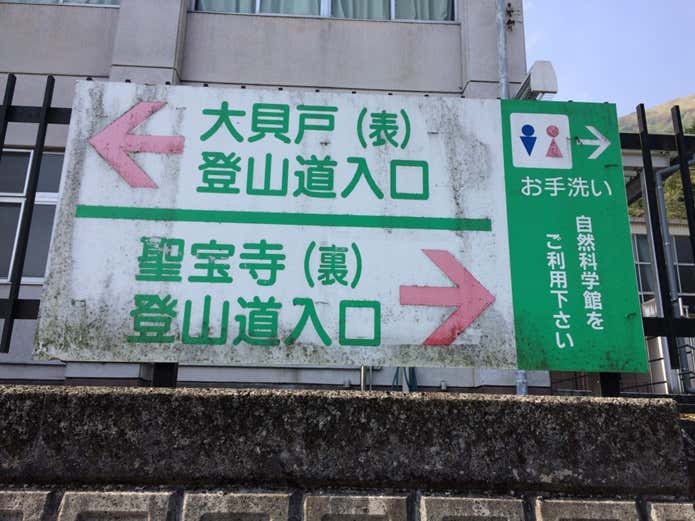 大貝戸（表）
登山道入口
聖宝寺（裏）
登山道入口
お手洗い
自然科学館を
ご利用下さい